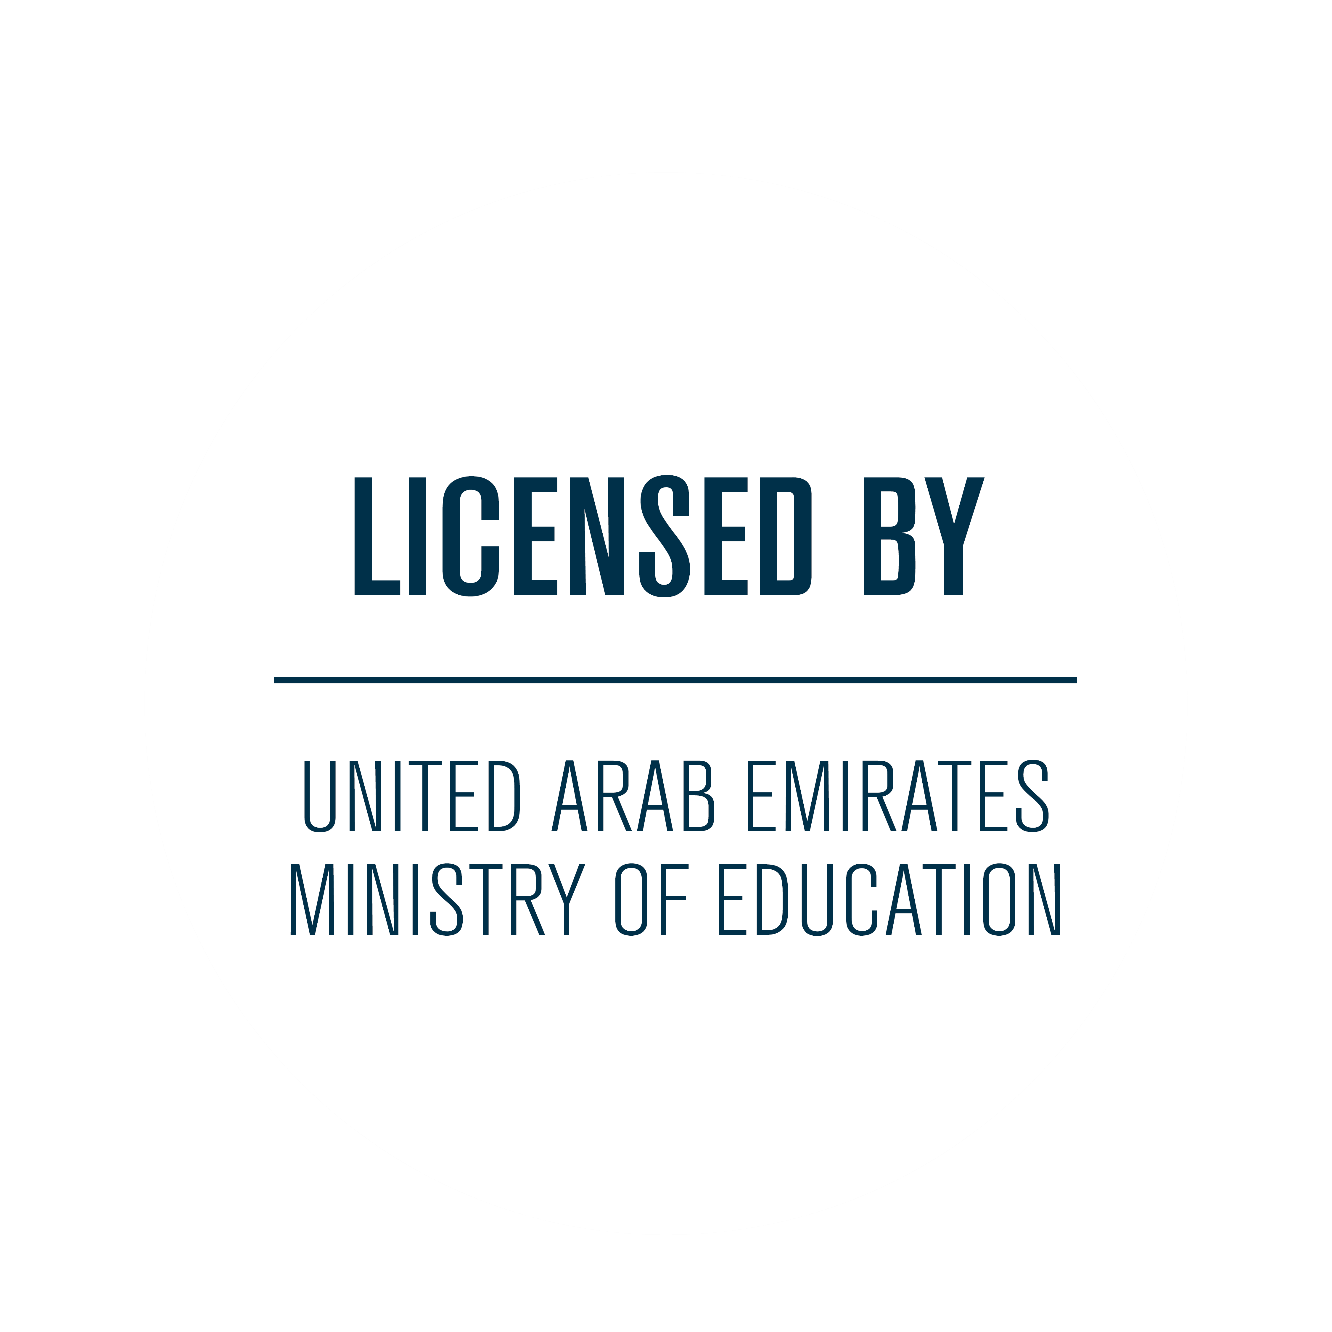 LICENSED BY
UNITED ARAB EMIRATES
MINISTRY OF EDUCATION